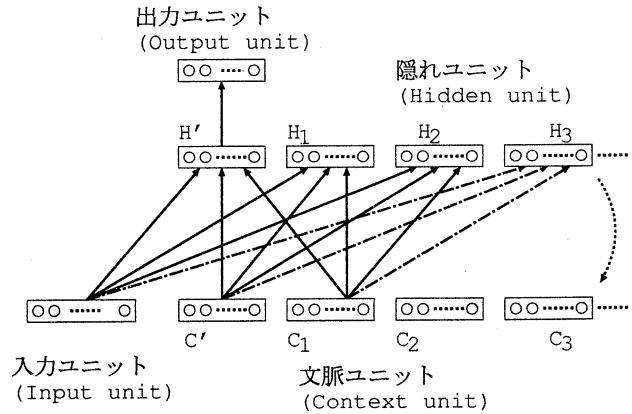 出力ユニット
(Output unit)
隠れユニット
(Hidden unit)
H' H1 H2 H3
C' C1 C2 C3
入力ユニット
(Input unit)
文脈ユニット
(Context unit)